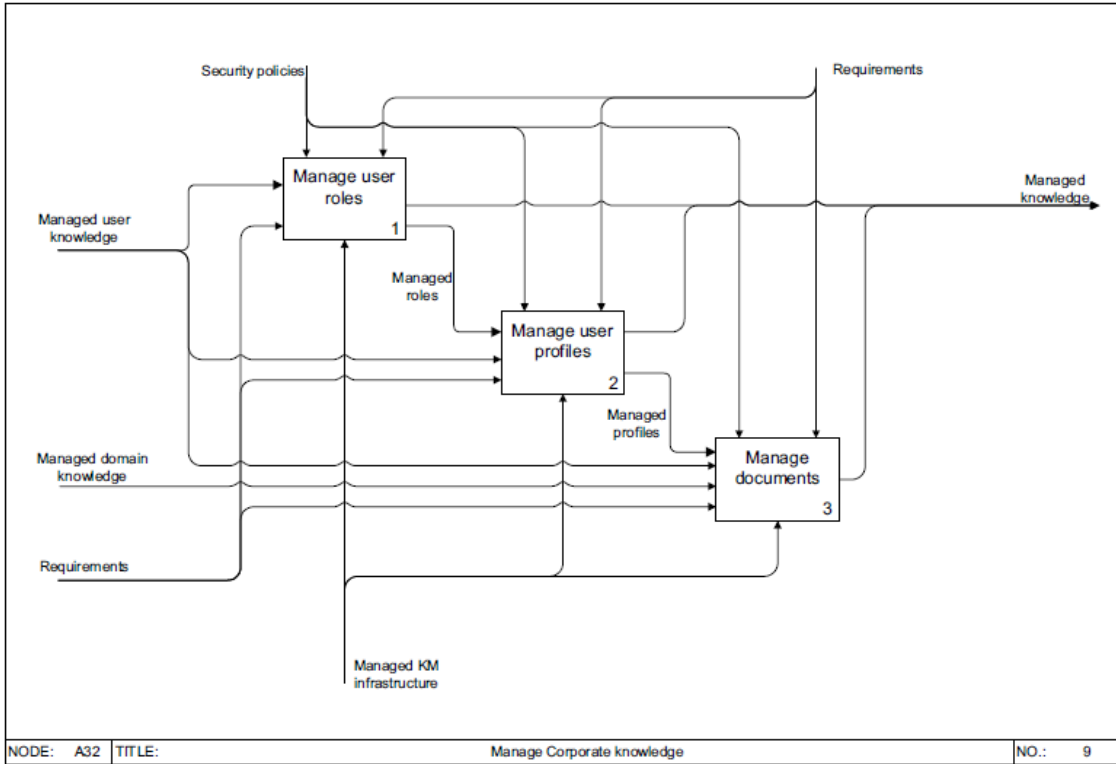 Security policies
Requirements
Manage user
roles
1
Managed
knowledge
Managed user
knowledge
Managed
roles
Manage user
profiles
2
Managed
profiles
Managed domain
knowledge
Manage
documents
3
Requirements
Managed KM
infrastructure
NODE: A32 TITLE: Manage Corporate knowledge NO.: 9